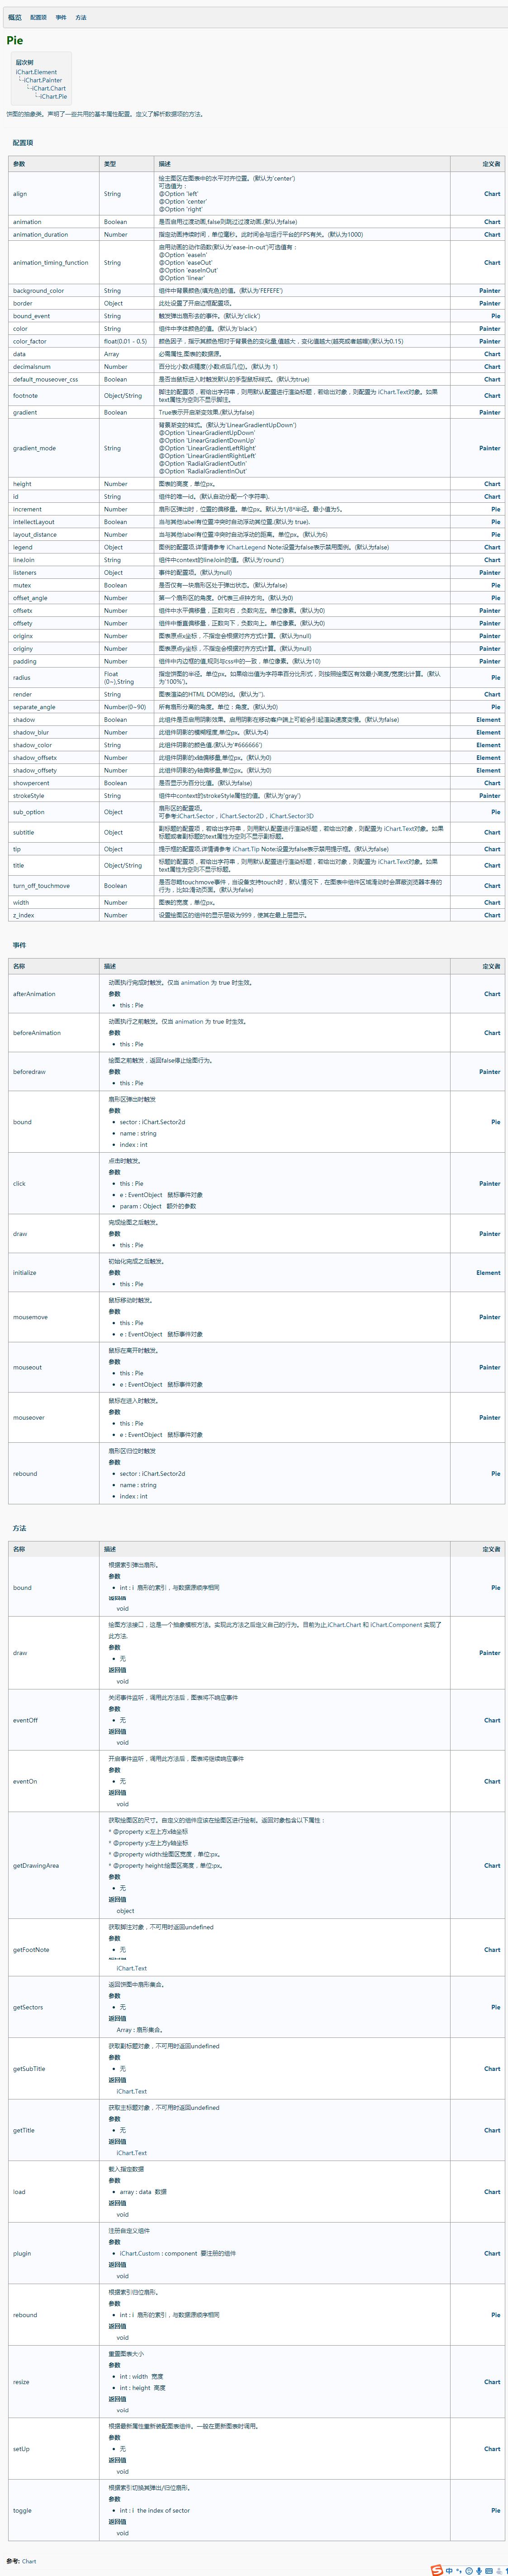 概览 配置项 事件 方法
Pie
层次树
iChart.Element
iChart.Painter
iChart.Chart
iChart.Pie
饼图的抽象类。声明了一些共用的基本属性配置。定义了解析数据项的方法。
配置项
参数 类型 描述 定义者
align String 绘主图区在图表中的水平对齐位置。(默认为'center') Chart
可选值为：
@Option 'left'
@Option 'center'
@Option 'right'
animation Boolean 是否启用过渡动画,false则跳过过渡动画.(默认为false) Chart
animation_duration Number 指定动画持续时间，单位毫秒。此时间会与运行平台的FPS有关。(默认为1000) Chart
animation_timing_function String 启用动画的动作函数(默认为'ease-in-out')可选值有： Chart
@Option 'easeIn'
@Option 'easeOut'
@Option 'easeInOut'
@Option 'linear'
background_color String 组件中背景颜色(填充色)的值。(默认为'FEFEFE') Painter
border Object 此处设置了开启边框配置项。 Painter
bound_event String 触发弹出扇形去的事件。(默认为'click') Pie
color String 组件中字体颜色的值。(默认为'black') Painter
color_factor float(0.01 - 0.5) 颜色因子，指示其颜色相对于背景色的变化量,值越大，变化值越大(越亮或者越暗);(默认为0.15) Painter
data Array 必需属性,图表的数据源。 Chart
decimalsnum Number 百分比小数点精度(小数点后几位)。(默认为 1) Chart
default_mouseover_css Boolean 是否当鼠标进入时触发默认的手型鼠标样式。(默认为true) Chart
footnote Object/String 脚注的配置项，若给出字符串，则用默认配置进行渲染标题，若给出对象，则配置为 iChart.Text对象。如果 Chart
text属性为空则不显示脚注。
gradient Boolean True表示开启渐变效果.(默认为false) Painter
gradient_mode String 背景渐变的样式。(默认为'LinearGradientUpDown') Painter
@Option 'LinearGradientUpDown'
@Option 'LinearGradientDownUp'
@Option 'LinearGradientLeftRight'
@Option 'LinearGradientRightLeft'
@Option 'RadialGradientOutIn'
@Option 'RadialGradientInOut'
height Number 图表的高度，单位px。 Chart
id String 组件的唯一id。(默认自动分配一个字符串)。 Chart
increment Number 扇形区弹出时，位置的偏移量。单位px。默认为1/8*半径。最小值为5。 Pie
intellectLayout Boolean 当与其他label有位置冲突时自动浮动其位置.(默认为 true). Pie
layout_distance Number 当与其他label有位置冲突时自动浮动的距离。单位px。(默认为6) Pie
legend Object 图例的配置项,详情请参考 iChart.Legend Note:设置为false表示禁用图例。(默认为false) Chart
lineJoin String 组件中context的lineJoin的值。(默认为'round') Chart
listeners Object 事件的配置项。(默认为null) Painter
mutex Boolean 是否仅有一块扇形区处于弹出状态。(默认为false) Pie
offset_angle Number 第一个扇形区的角度。0代表三点钟方向。(默认为0) Pie
offsetx Number 组件中水平偏移量，正数向右，负数向左。单位像素。(默认为0) Painter
offsety Number 组件中垂直偏移量，正数向下，负数向上。单位像素。(默认为0) Painter
originx Number 图表原点x坐标，不指定会根据对齐方式计算。(默认为null) Painter
originy Number 图表原点y坐标，不指定会根据对齐方式计算。(默认为null) Painter
padding Number 组件中内边框的值,规则与css中的一致，单位像素。(默认为10) Painter
radius Float (0~),String 指定饼图的半径。单位px。如果给出值为字符串百分比形式，则按照绘图区有效最小高度/宽度比计算。(默认 Pie
为'100%')。
render String 图表渲染的HTML DOM的id。(默认为'')。 Chart
separate_angle Number(0~90) 所有扇形分离的角度。单位：角度。(默认为0) Pie
shadow Boolean 此组件是否启用阴影效果。启用阴影在移动客户端上可能会引起渲染速度变慢。(默认为false) Element
shadow_blur Number 此组件阴影的模糊程度,单位px。(默认为4) Element
shadow_color String 此组件阴影的颜色值.(默认为'#666666') Element
shadow_offsetx Number 此组件阴影的x轴偏移量,单位px。(默认为0) Element
shadow_offsety Number 此组件阴影的y轴偏移量,单位px。(默认为0) Element
showpercent Boolean 是否显示为百分比值。(默认为false) Chart
strokeStyle String 组件中context的strokeStyle属性的值。(默认为'gray') Painter
sub_option Object 扇形区的配置项。 Pie
可参考:iChart.Sector，iChart.Sector2D，iChart.Sector3D
subtitle Object 副标题的配置项，若给出字符串，则用默认配置进行渲染标题，若给出对象，则配置为 iChart.Text对象。如果 Chart
标题或者副标题的text属性为空则不显示副标题。
tip Object 提示框的配置项,详情请参考 iChart.Tip Note:设置为false表示禁用提示框。(默认为false) Chart
title Object/String 标题的配置项，若给出字符串，则用默认配置进行渲染标题，若给出对象，则配置为 iChart.Text对象。如果 Chart
text属性为空则不显示标题。
turn_off_touchmove Boolean 是否忽略touchmove事件，当设备支持touch时，默认情况下，在图表中组件区域滑动时会屏蔽浏览器本身的 Chart
行为，比如:滑动页面。(默认为false)
width Number 图表的宽度，单位px。 Chart
z_index Number 设置绘图区的组件的显示层级为999，使其在最上层显示。 Chart
事件
名称 描述 定义者
afterAnimation 动画执行完成时触发。仅当 animation 为 true 时生效。 Chart
参数
this : Pie
beforeAnimation 动画执行之前触发。仅当 animation 为 true 时生效。 Chart
参数
this : Pie
beforedraw 绘图之前触发，返回false停止绘图行为。 Painter
参数
this : Pie
bound 扇形区弹出时触发 Pie
参数
sector : iChart.Sector2d
name : string
index : int
click 点击时触发。 Painter
参数
this : Pie
e : EventObject 鼠标事件对象
param : Object 额外的参数
draw 完成绘图之后触发。 Painter
参数
this : Pie
initialize 初始化完成之后触发。 Element
参数
this : Pie
mousemove 鼠标移动时触发。 Painter
参数
this : Pie
e : EventObject 鼠标事件对象
mouseout 鼠标在离开时触发。 Painter
参数
this : Pie
e : EventObject 鼠标事件对象
mouseover 鼠标在进入时触发。 Painter
参数
this : Pie
e : EventObject 鼠标事件对象
rebound 扇形区归位时触发 Pie
参数
sector : iChart.Sector2d
name : string
index : int
方法
名称 描述 定义者
bound 根据索引弹出扇形。 Pie
参数
int : i 扇形的索引，与数据源顺序相同
返回值
void
draw 绘图方法接口，这是一个抽象模板方法。实现此方法之后定义自己的行为。目前为止,iChart.Chart 和 iChart.Component 实现了 Painter
此方法.
参数
无
返回值
void
eventOff 关闭事件监听，调用此方法后，图表将不响应事件 Chart
参数
无
返回值
void
eventOn 开启事件监听，调用此方法后，图表将继续响应事件 Chart
参数
无
返回值
void
getDrawingArea 获取绘图区的尺寸。自定义的组件应该在绘图区进行绘制。返回对象包含以下属性： Chart
* @property x:左上方x轴坐标
* @property y:左上方y轴坐标
* @property width:绘图区宽度，单位:px。
* @property height:绘图区高度，单位:px。
参数
无
返回值
object
getFootNote 获取脚注对象，不可用时返回undefined Chart
参数
无
iChart.Text
getSectors 返回饼图中扇形集合。 Pie
参数
无
返回值
Array : 扇形集合。
getSubTitle 获取副标题对象，不可用时返回undefined Chart
参数
无
返回值
iChart.Text
getTitle 获取主标题对象，不可用时返回undefined Chart
参数
无
返回值
iChart.Text
load 载入指定数据 Chart
参数
array : data 数据
返回值
void
plugin 注册自定义组件 Chart
参数
iChart.Custom : component 要注册的组件
返回值
void
rebound 根据索引归位扇形。 Pie
参数
int : i 扇形的索引，与数据源顺序相同
返回值
void
resize 重置图表大小 Chart
参数
int : width 宽度
int : height 高度
返回值
void
setUp 根据最新属性重新装配图表组件。一般在更新图表时调用。 Chart
参数
无
返回值
void
toggle 根据索引切换其弹出/归位扇形。 Pie
参数
int : i the index of sector
返回值
void
参考: Chart
中